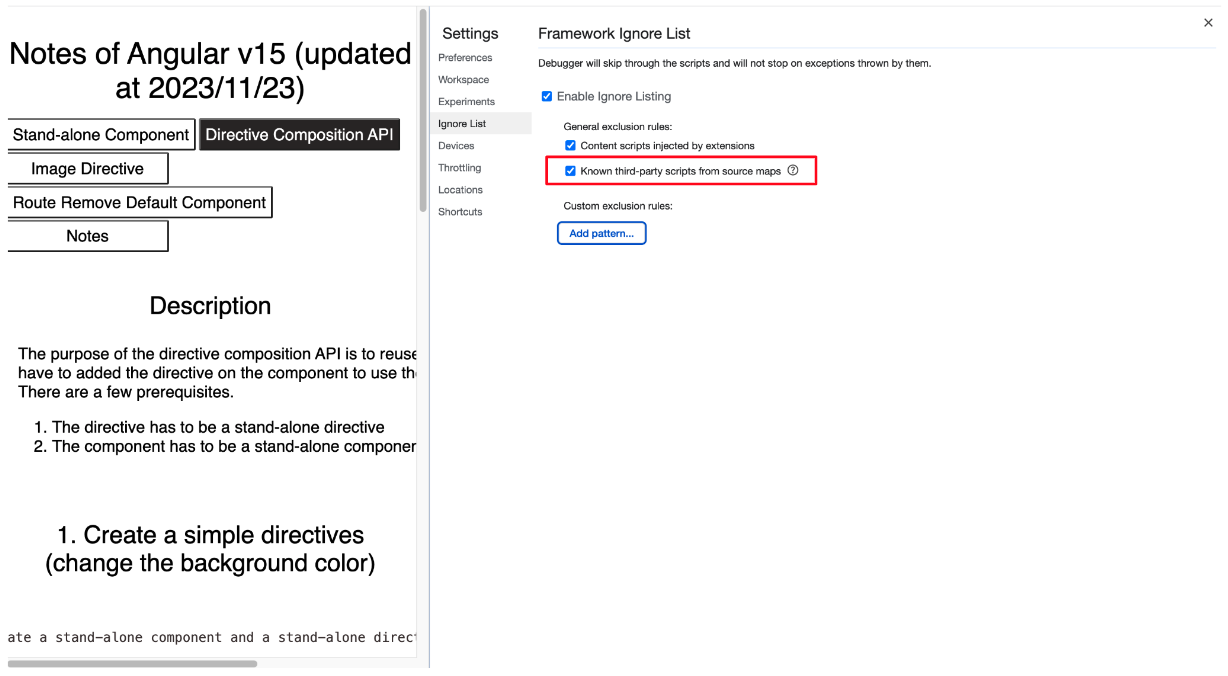 Notes of Angular v15 (updated
at 2023/11/23)
Stand-alone Component
Directive Composition API
Image Directive
Route Remove Default Component
Notes
Description
The purpose of the directive composition API is to reuse
have to added the directive on the component to use
There are a few prerequisites.
1. The directive has to be a stand-alone directive
2. The component has to be a stand-alone
1. Create a simple directives
(change the background color)
a stand-alone component and a stand-alone
Settings
Preferences
Workspace
Experiments
Ignore List
Devices
Throttling
Locations
Shortcuts
Framework Ignore List
Debugger will skip through the scripts and will not stop on exceptions thrown by them.
Enable Ignore Listing
General exclusion rules:
Content scripts injected by extensions
Known third-party scripts from source maps
Custom exclusion rules:
Add pattern...